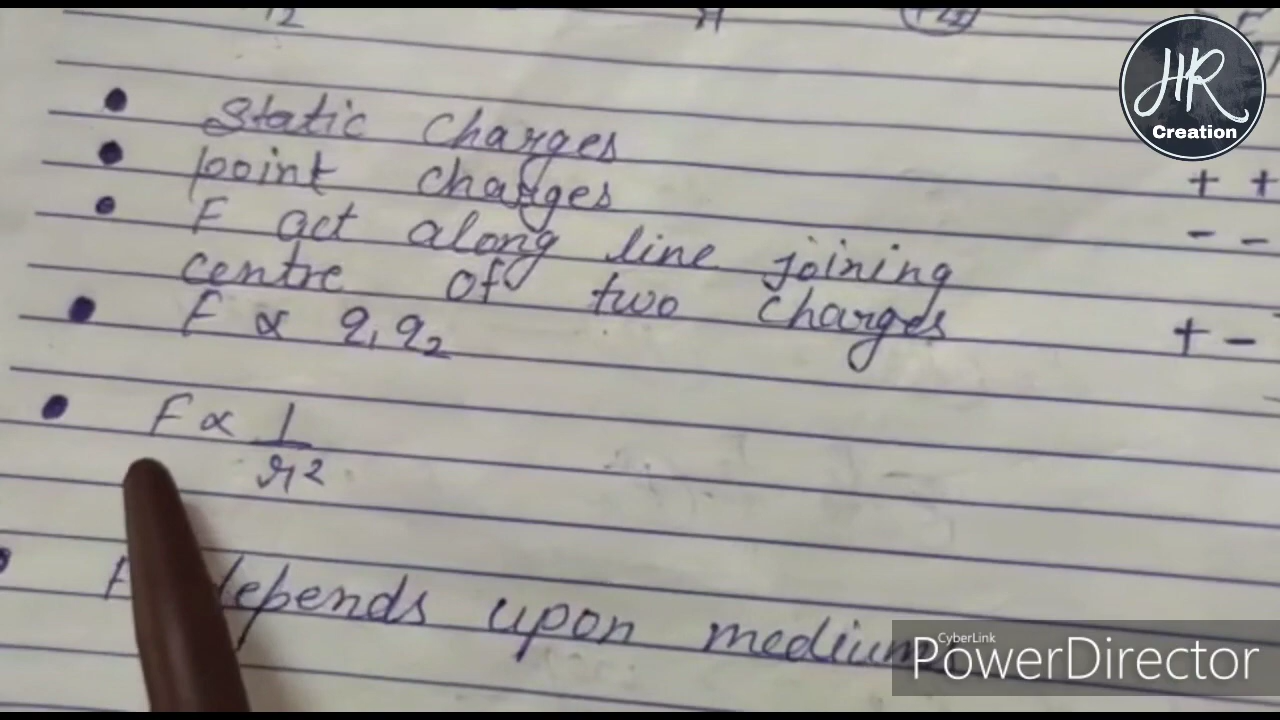 HR
Creation
• Static charges
• point charges
+ +
• F act along line joining
- -
centre of two charges
• F ∝ q₁q₂
+ -
• F ∝ 1/r²
• F depends upon medium
CyberLink
PowerDirector